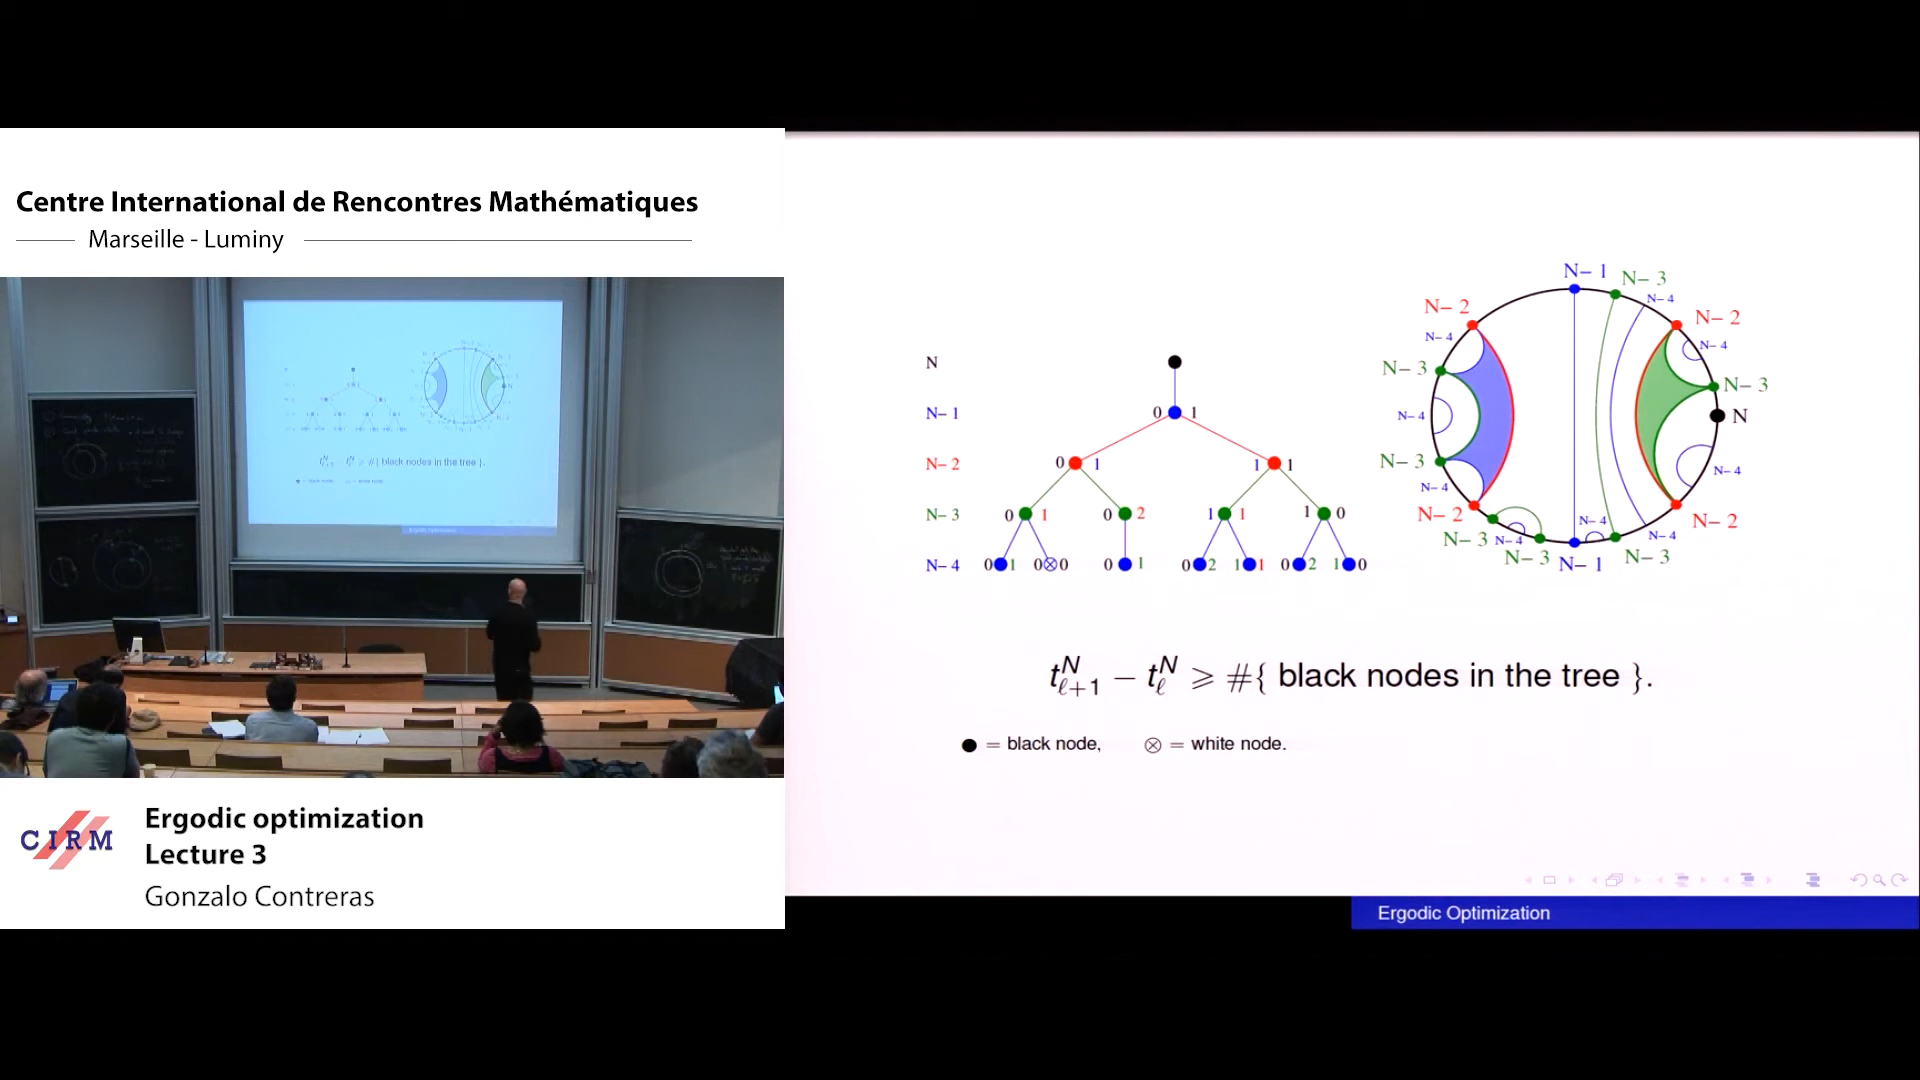 Centre International de Rencontres Mathématiques
Marseille - Luminy
CIRM
Ergodic optimization
Lecture 3
Gonzalo Contreras
N
N-1 0 1
N-2 0 1 1 1
N-3 0 1 0 2 1 1 1 0
N-4 0 1 0⊗0 0 1 0 2 1 1 0 2 1 0
N-1 N-3
N-4
N-2 N-2
N-4 N-4
N-3 N-3
N-4 N
N-3 N-4
N-4
N-2 N-4 N-2
N-3 N-4 N-4
N-3 N-1 N-3
t^N_{ℓ+1} − t^N_ℓ ⩾ #{ black nodes in the tree }.
● = black node, ⊗ = white node.
Ergodic Optimization